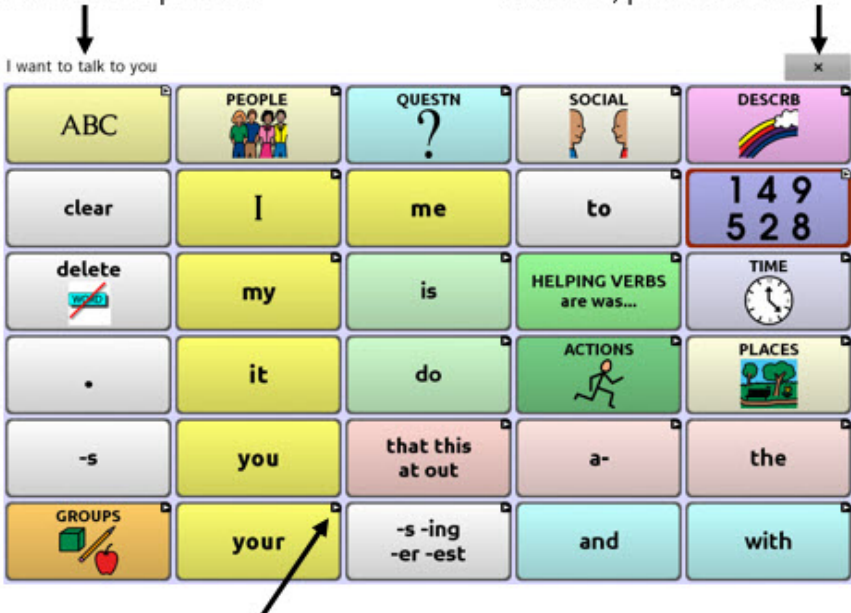 I want to talk to you
×
ABC
PEOPLE
QUESTN
?
SOCIAL
DESCRB
clear
I
me
to
1 4 9
5 2 8
delete
WORD
my
is
HELPING VERBS
are was...
TIME
.
it
do
ACTIONS
PLACES
-s
you
that this
at out
a-
the
GROUPS
your
-s -ing
-er -est
and
with